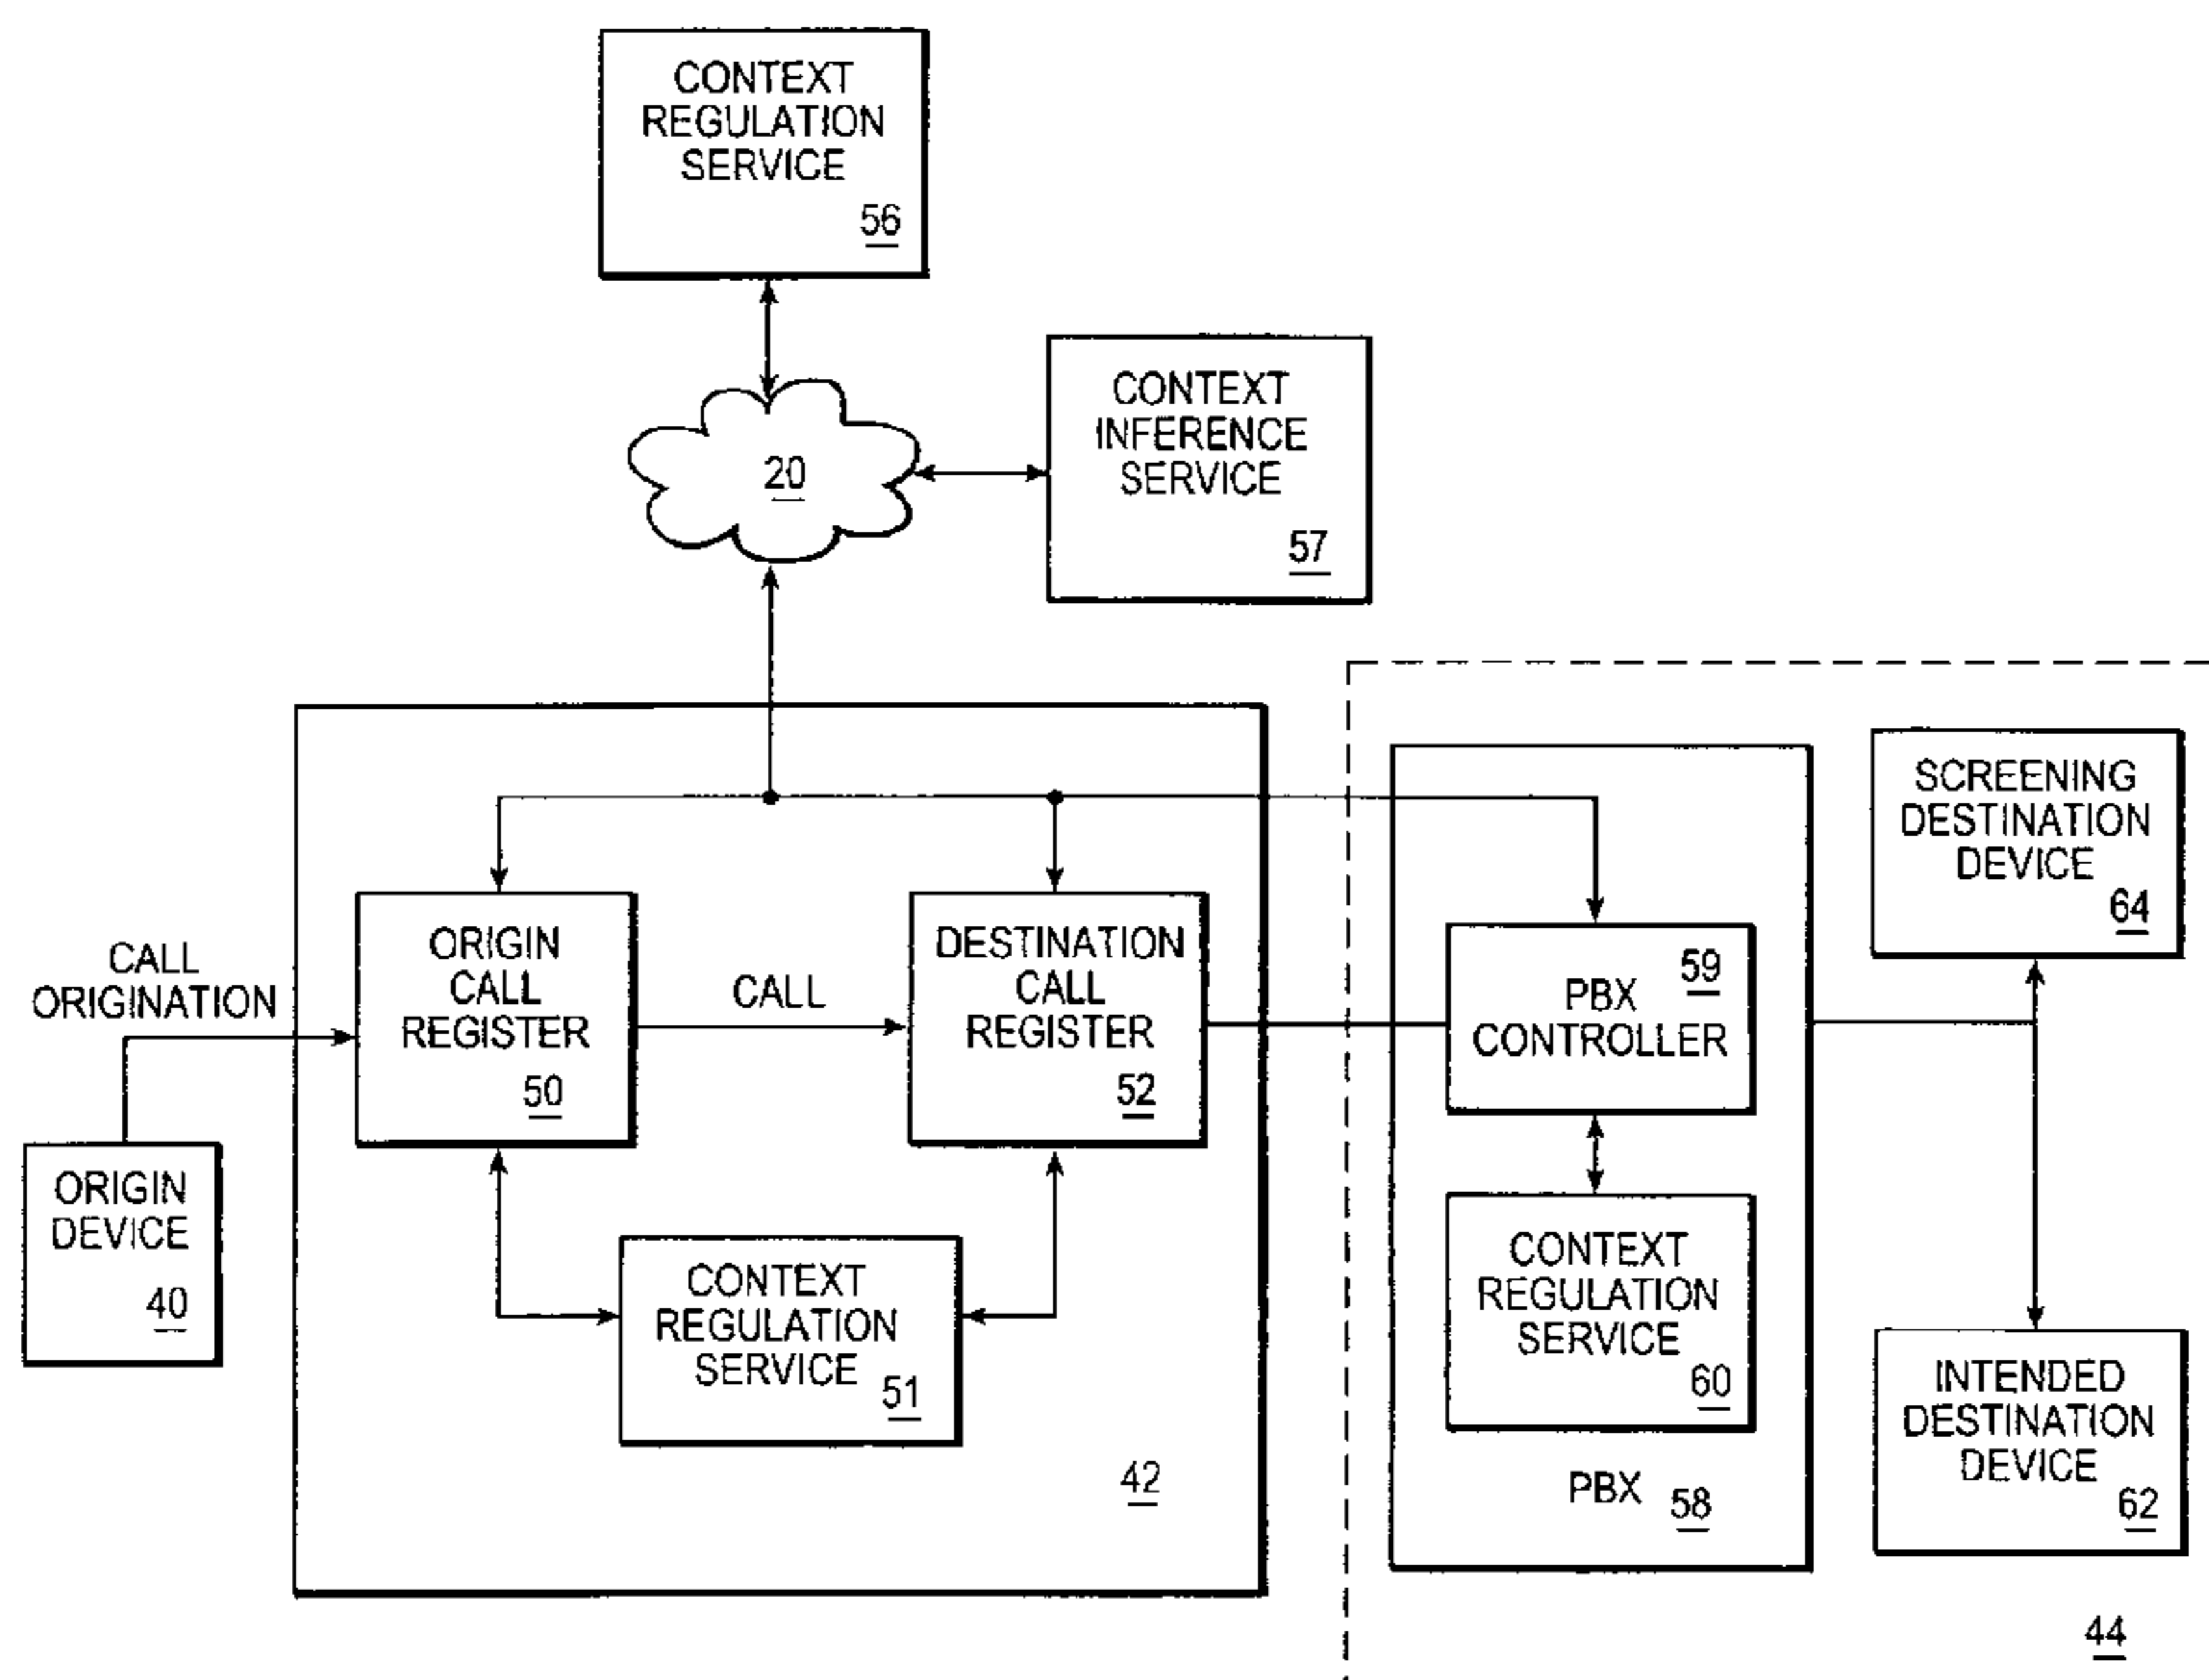 CONTEXT
REGULATION
SERVICE
56
CONTEXT
INFERENCE
SERVICE
57
20
SCREENING
DESTINATION
DEVICE
64
CALL
ORIGINATION
ORIGIN
CALL
REGISTER
50
CALL
DESTINATION
CALL
REGISTER
52
59
PBX
CONTROLLER
ORIGIN
DEVICE
40
CONTEXT
REGULATION
SERVICE
51
42
CONTEXT
REGULATION
SERVICE
60
PBX 58
INTENDED
DESTINATION
DEVICE
62
44